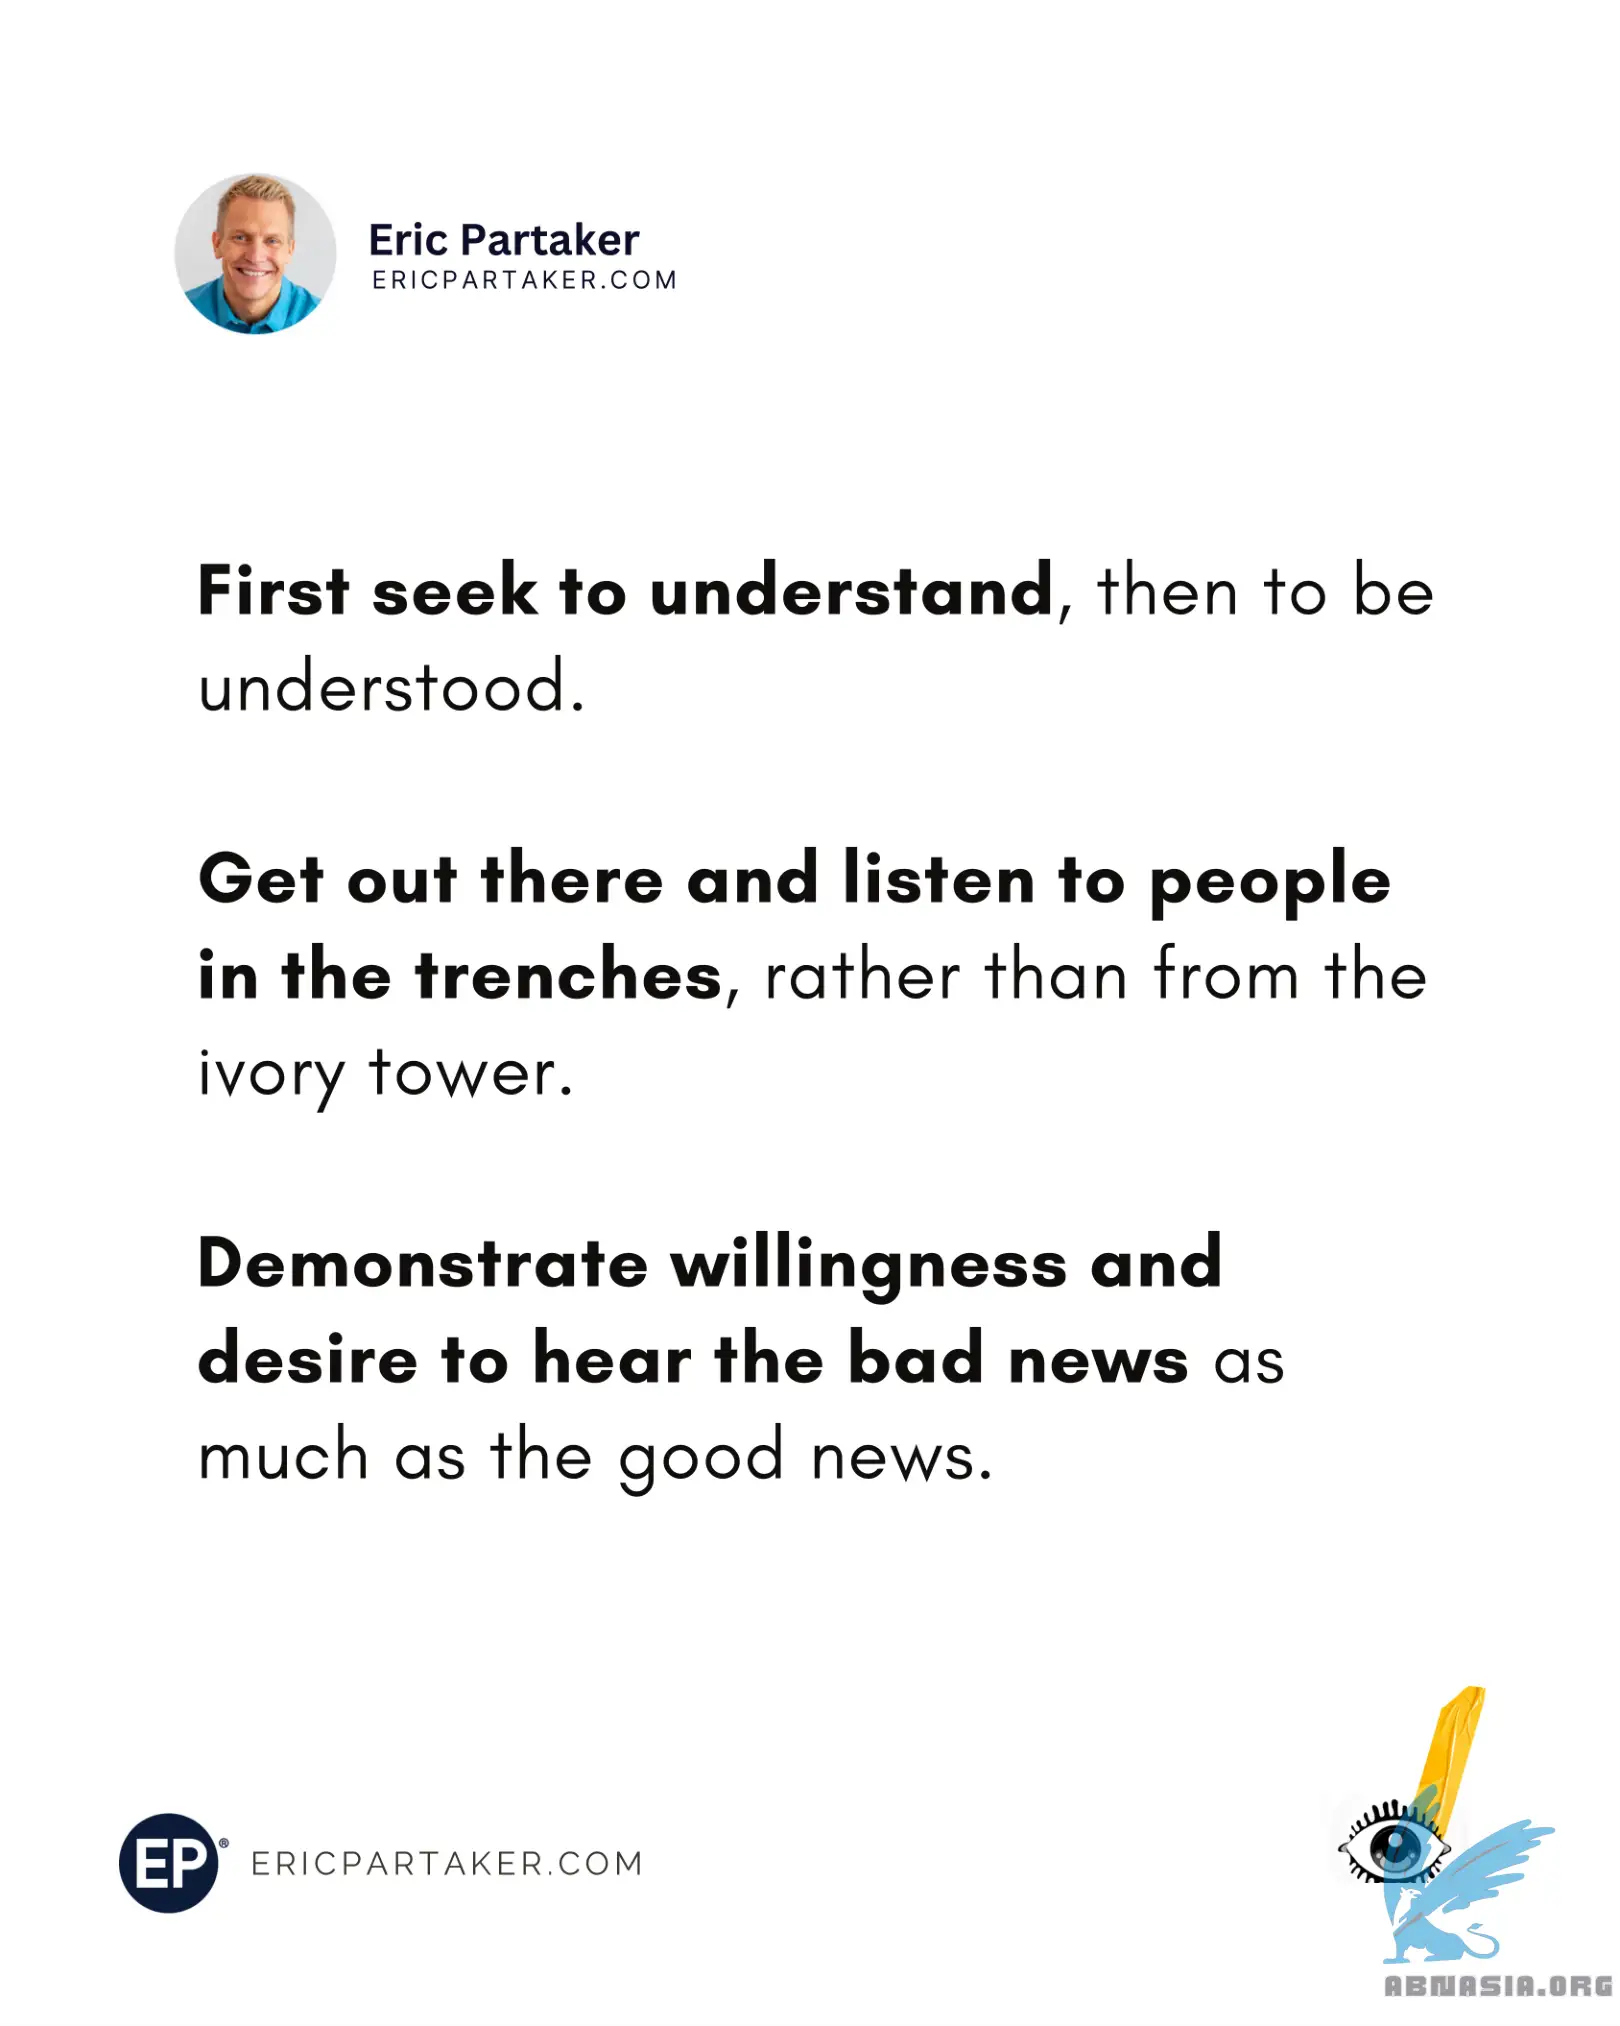 Eric Partaker
ERICPARTAKER.COM
First seek to understand, then to be
understood.
Get out there and listen to people
in the trenches, rather than from the
ivory tower.
Demonstrate willingness and
desire to hear the bad news as
much as the good news.
EP® ERICPARTAKER.COM
ABNASIA.ORG